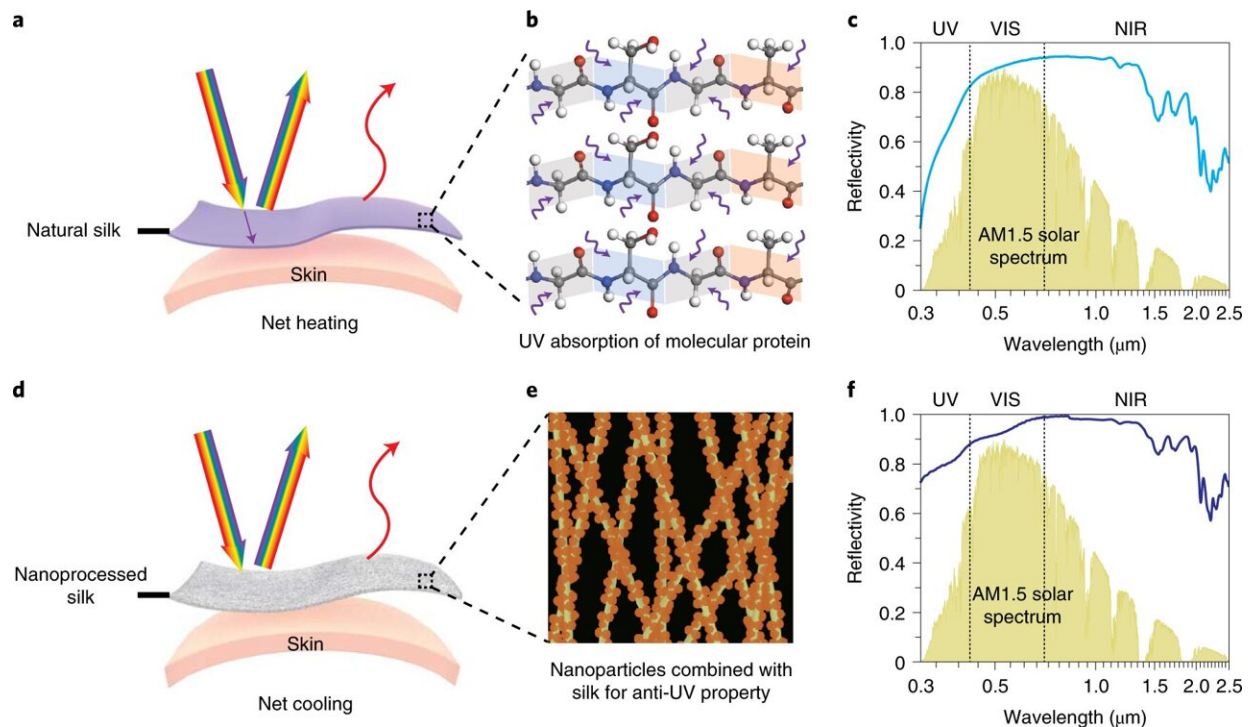 a
Natural silk
Skin
Net heating
b
UV absorption of molecular protein
c
UV VIS NIR
1.0
0.8
0.6
0.4
0.2
0
Reflectivity
AM1.5 solar
spectrum
0.3 0.5 1.0 1.5 2.0 2.5
Wavelength (μm)
d
Nanoprocessed
silk
Skin
Net cooling
e
Nanoparticles combined with
silk for anti-UV property
f
UV VIS NIR
1.0
0.8
0.6
0.4
0.2
0
Reflectivity
AM1.5 solar
spectrum
0.3 0.5 1.0 1.5 2.0 2.5
Wavelength (μm)